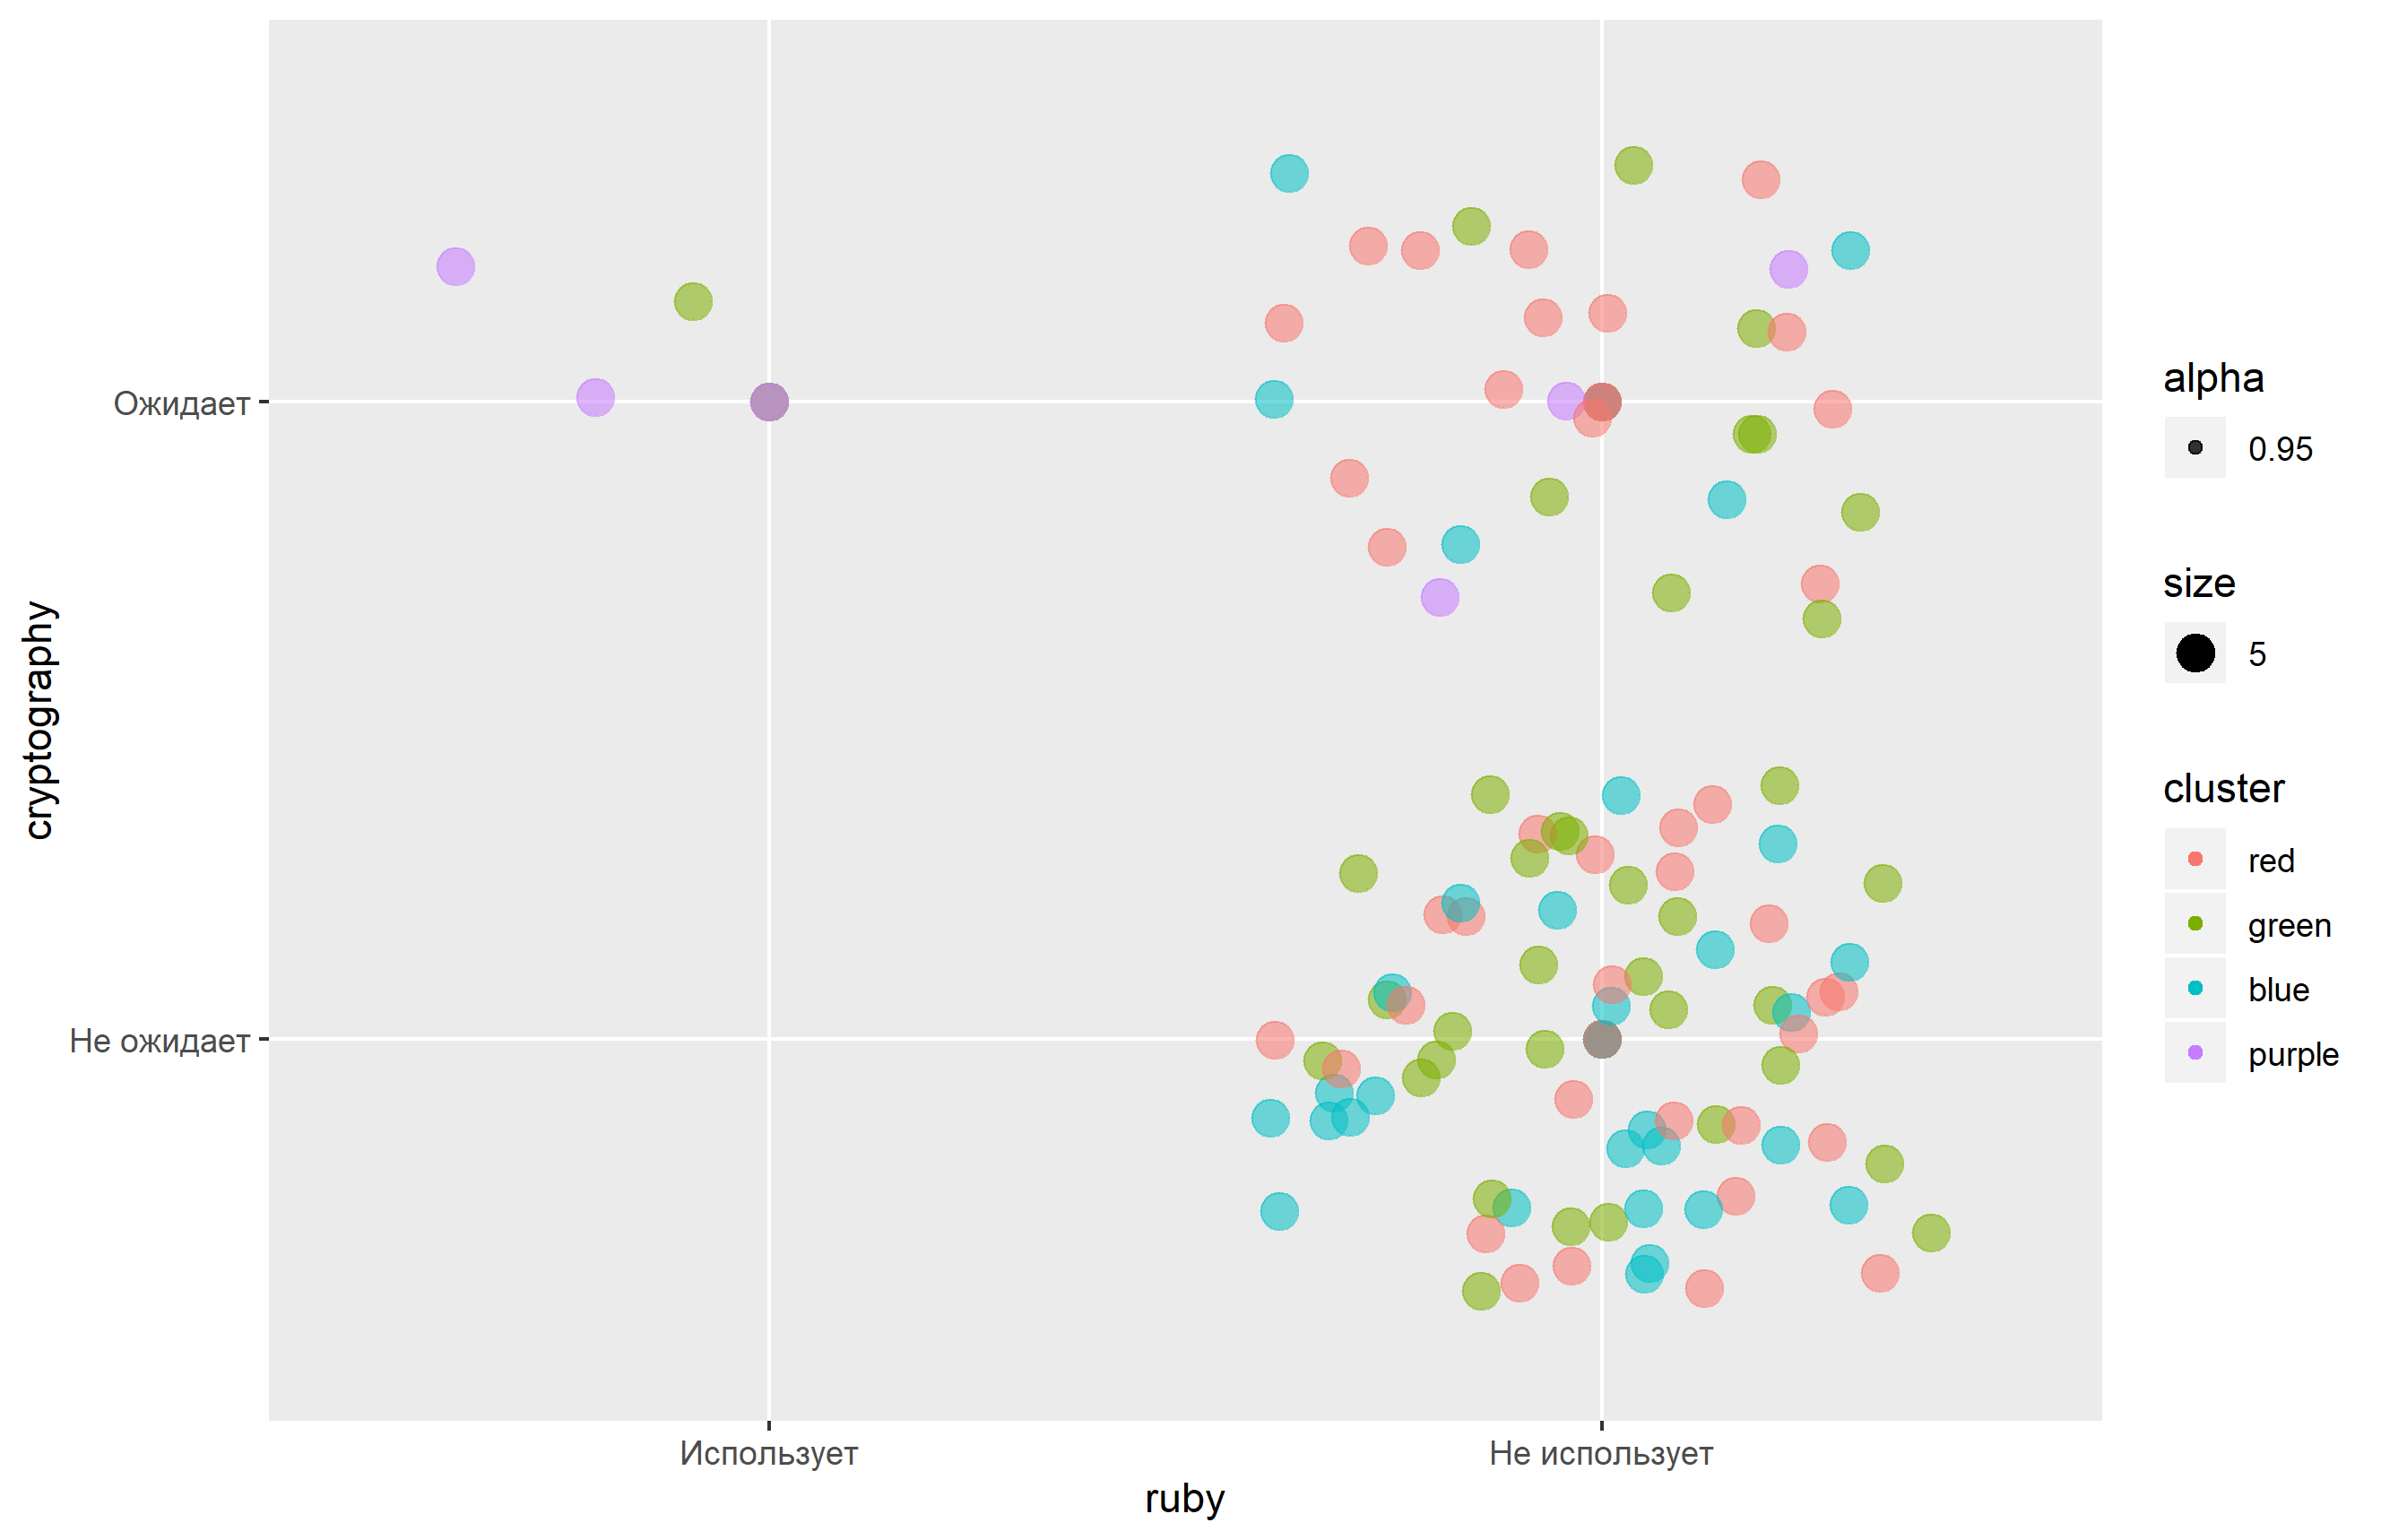 cryptography
Ожидает
Не ожидает
Использует
Не использует
ruby
alpha
0.95
size
5
cluster
red
green
blue
purple